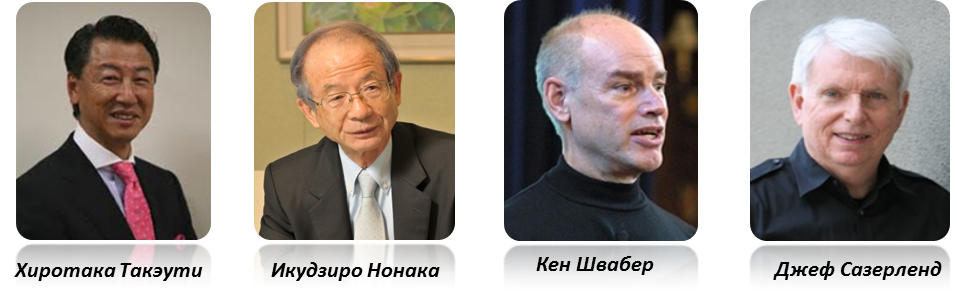 Хиротака Такэути
Икудзиро Нонака
Кен Швабер
Джеф Сазерленд